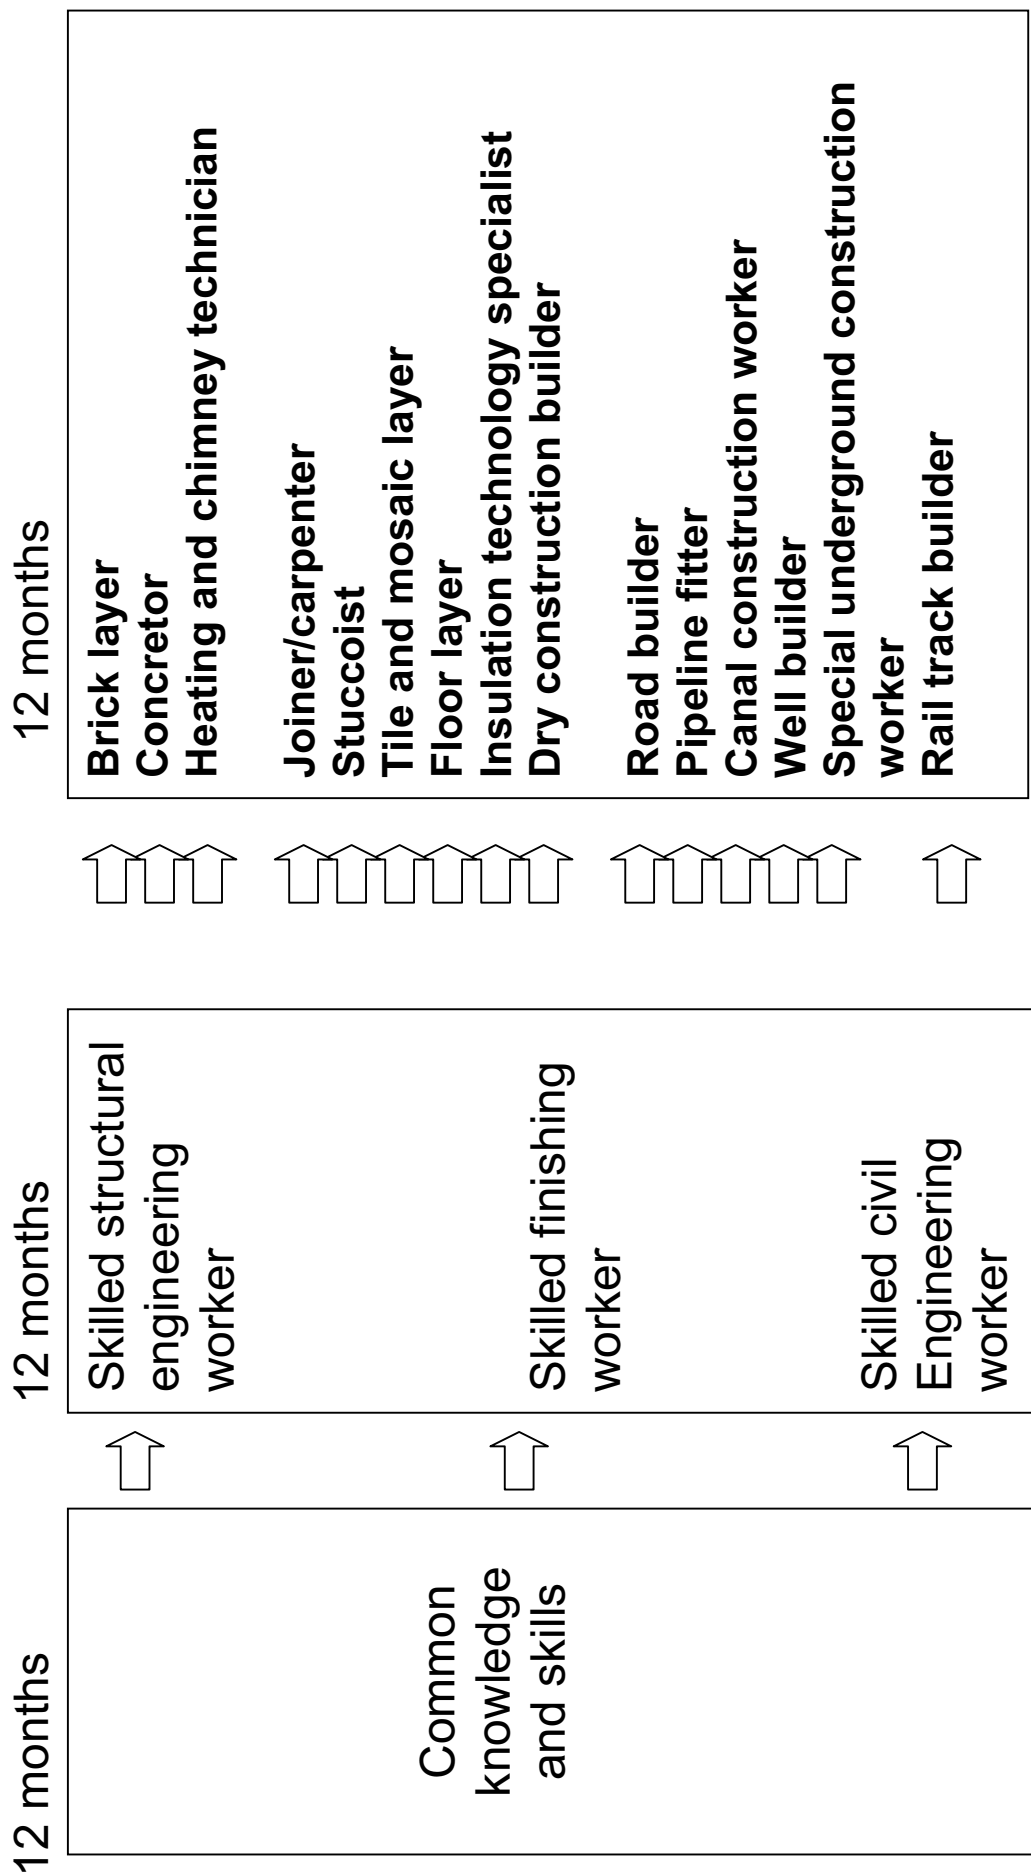 12 months
Common
knowledge
and skills
12 months
Skilled structural
engineering
worker
Skilled finishing
worker
Skilled civil
Engineering
worker
12 months
Brick layer
Concretor
Heating and chimney technician
Joiner/carpenter
Stuccoist
Tile and mosaic layer
Floor layer
Insulation technology specialist
Dry construction builder
Road builder
Pipeline fitter
Canal construction worker
Well builder
Special underground construction
worker
Rail track builder